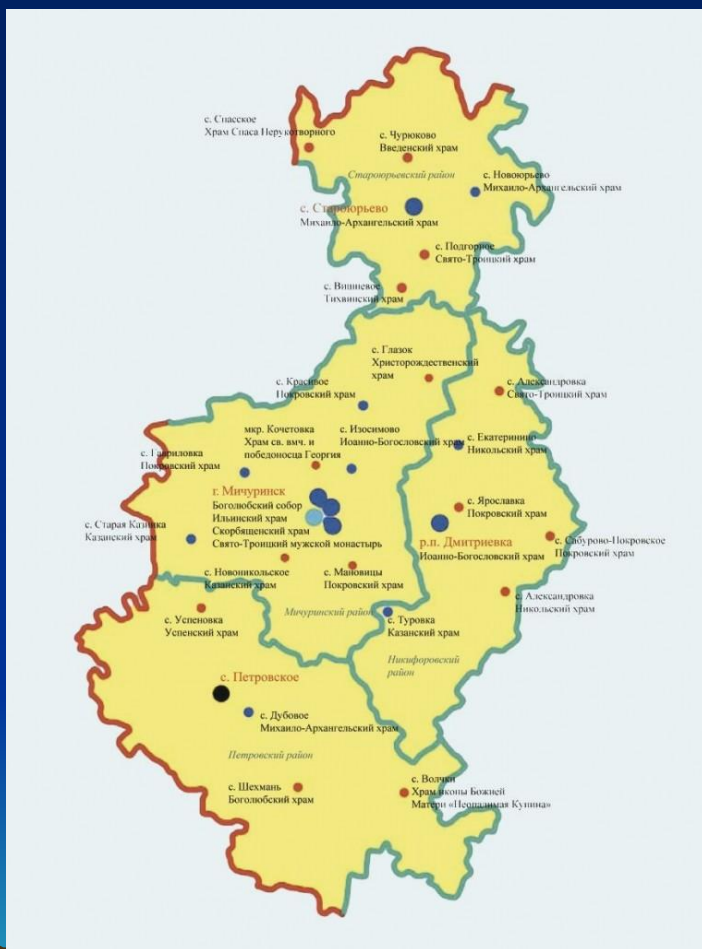 с. Спасское
Храм Спаса Нерукотворного
с. Чурюково
Введенский храм
Староюрьевский район
с. Новоюрьево
Михаило-Архангельский храм
с. Староюрьево
Михаило-Архангельский храм
с. Подгорное
Свято-Троицкий храм
с. Вишневое
Тихвинский храм
с. Глазок
Христорождественский
храм
с. Красивое
Покровский храм
с. Александровка
Свято-Троицкий храм
мкр. Кочетовка
Храм св. вмч. и
победоносца Георгия
с. Изосимово
Иоанно-Богословский храм
с. Екатеринино
Никольский храм
с. Гавриловка
Покровский храм
г. Мичуринск
Боголюбский собор
Ильинский храм
Скорбященский храм
Свято-Троицкий мужской монастырь
с. Ярославка
Покровский храм
с. Старая Казинка
Казанский храм
р.п. Дмитриевка
Иоанно-Богословский храм
с. Сабурово-Покровское
Покровский храм
с. Новоникольское
Казанский храм
с. Мановицы
Покровский храм
с. Александровка
Никольский храм
Мичуринский район
с. Успеновка
Успенский храм
с. Туровка
Казанский храм
Никифоровский
район
с. Петровское
с. Дубовое
Михаило-Архангельский храм
Петровский район
с. Шехмань
Боголюбский храм
с. Волчки
Храм иконы Божией
Матери «Неопалимая Купина»